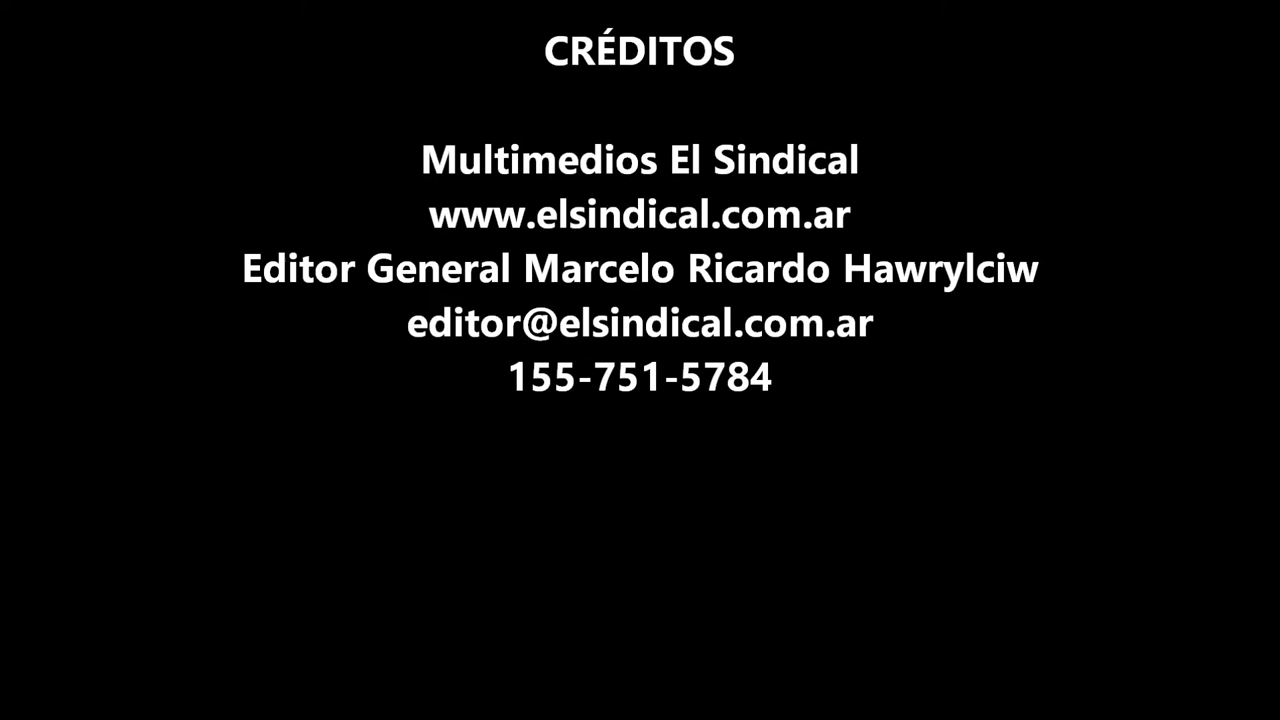 CRÉDITOS
Multimedios El Sindical
www.elsindical.com.ar
Editor General Marcelo Ricardo Hawrylciw
editor@elsindical.com.ar
155-751-5784